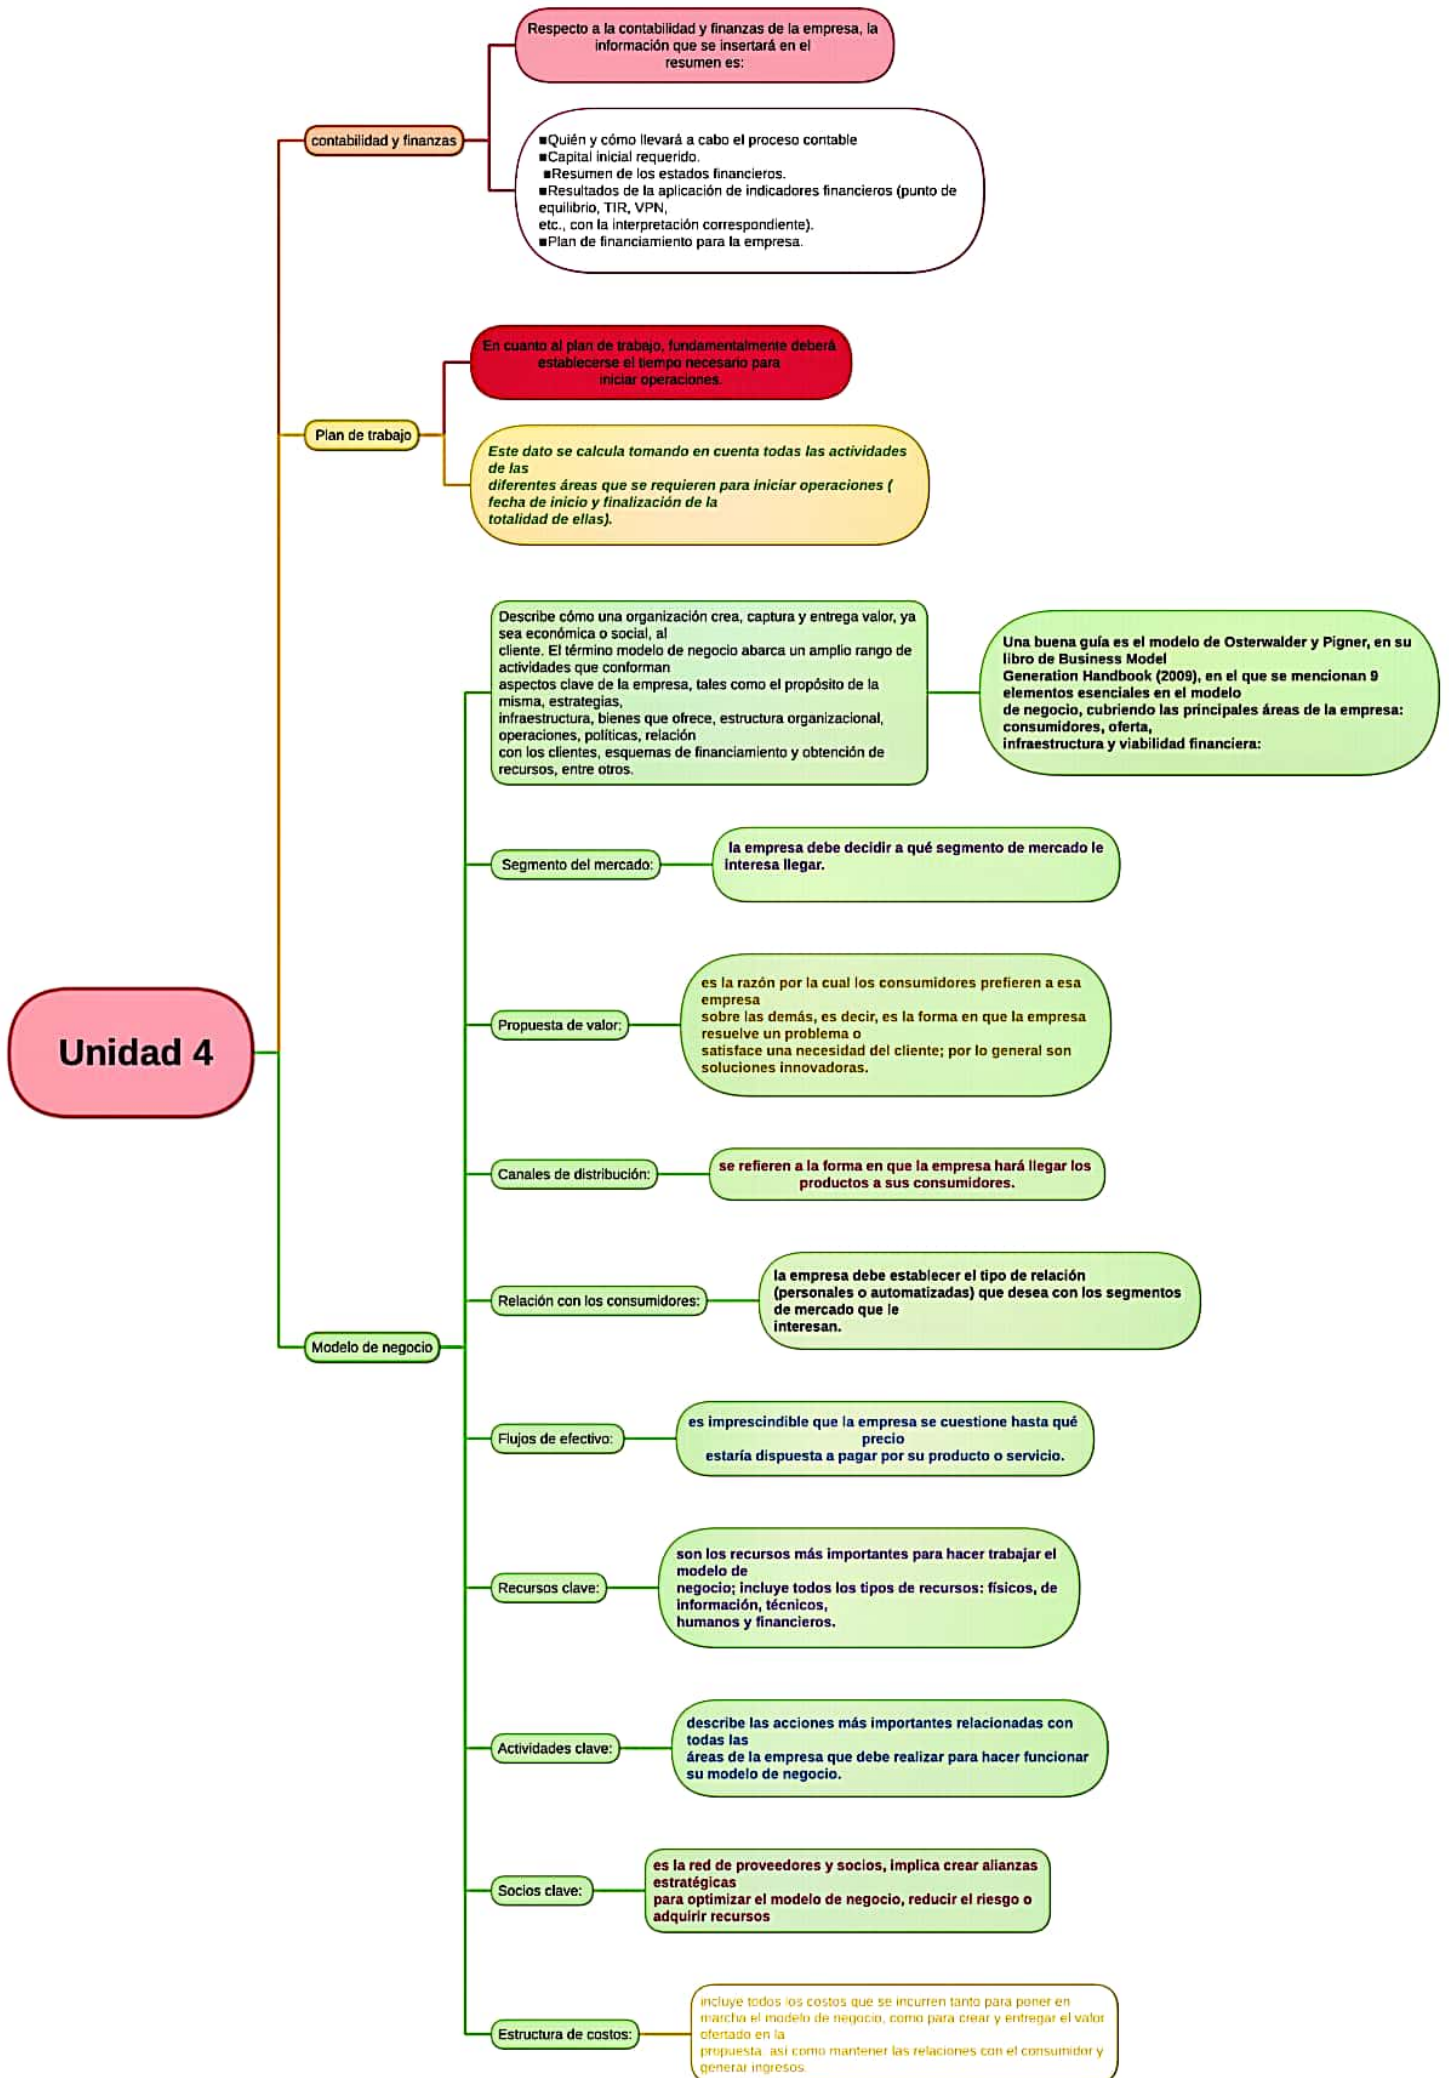 Respecto a la contabilidad y finanzas de la empresa, la
información que se insertará en el
resumen es:
contabilidad y finanzas
■Quién y cómo llevará a cabo el proceso contable
■Capital inicial requerido.
■Resumen de los estados financieros.
■Resultados de la aplicación de indicadores financieros (punto de
equilibrio, TIR, VPN,
etc., con la interpretación correspondiente).
■Plan de financiamiento para la empresa.
En cuanto al plan de trabajo, fundamentalmente deberá
establecerse el tiempo necesario para
iniciar operaciones.
Plan de trabajo
Este dato se calcula tomando en cuenta todas las actividades
de las
diferentes áreas que se requieren para iniciar operaciones (
fecha de inicio y finalización de la
totalidad de ellas).
Describe cómo una organización crea, captura y entrega valor, ya
sea económica o social, al
cliente. El término modelo de negocio abarca un amplio rango de
actividades que conforman
aspectos clave de la empresa, tales como el propósito de la
misma, estrategias,
infraestructura, bienes que ofrece, estructura organizacional,
operaciones, políticas, relación
con los clientes, esquemas de financiamiento y obtención de
recursos, entre otros.
Una buena guía es el modelo de Osterwalder y Pigner, en su
libro de Business Model
Generation Handbook (2009), en el que se mencionan 9
elementos esenciales en el modelo
de negocio, cubriendo las principales áreas de la empresa:
consumidores, oferta,
infraestructura y viabilidad financiera:
Segmento del mercado:
la empresa debe decidir a qué segmento de mercado le
interesa llegar.
Propuesta de valor:
es la razón por la cual los consumidores prefieren a esa
empresa
sobre las demás, es decir, es la forma en que la empresa
resuelve un problema o
satisface una necesidad del cliente; por lo general son
soluciones innovadoras.
Unidad 4
Canales de distribución:
se refieren a la forma en que la empresa hará llegar los
productos a sus consumidores.
Relación con los consumidores:
la empresa debe establecer el tipo de relación
(personales o automatizadas) que desea con los segmentos
de mercado que le
interesan.
Modelo de negocio
Flujos de efectivo:
es imprescindible que la empresa se cuestione hasta qué
precio
estaría dispuesta a pagar por su producto o servicio.
Recursos clave:
son los recursos más importantes para hacer trabajar el
modelo de
negocio; incluye todos los tipos de recursos: físicos, de
información, técnicos,
humanos y financieros.
Actividades clave:
describe las acciones más importantes relacionadas con
todas las
áreas de la empresa que debe realizar para hacer funcionar
su modelo de negocio.
Socios clave:
es la red de proveedores y socios, implica crear alianzas
estratégicas
para optimizar el modelo de negocio, reducir el riesgo o
adquirir recursos
Estructura de costos:
incluye todos los costos que se incurren tanto para poner en
marcha el modelo de negocio, como para crear y entregar el valor
ofertado en la
propuesta, así como mantener las relaciones con el consumidor y
generar ingresos.